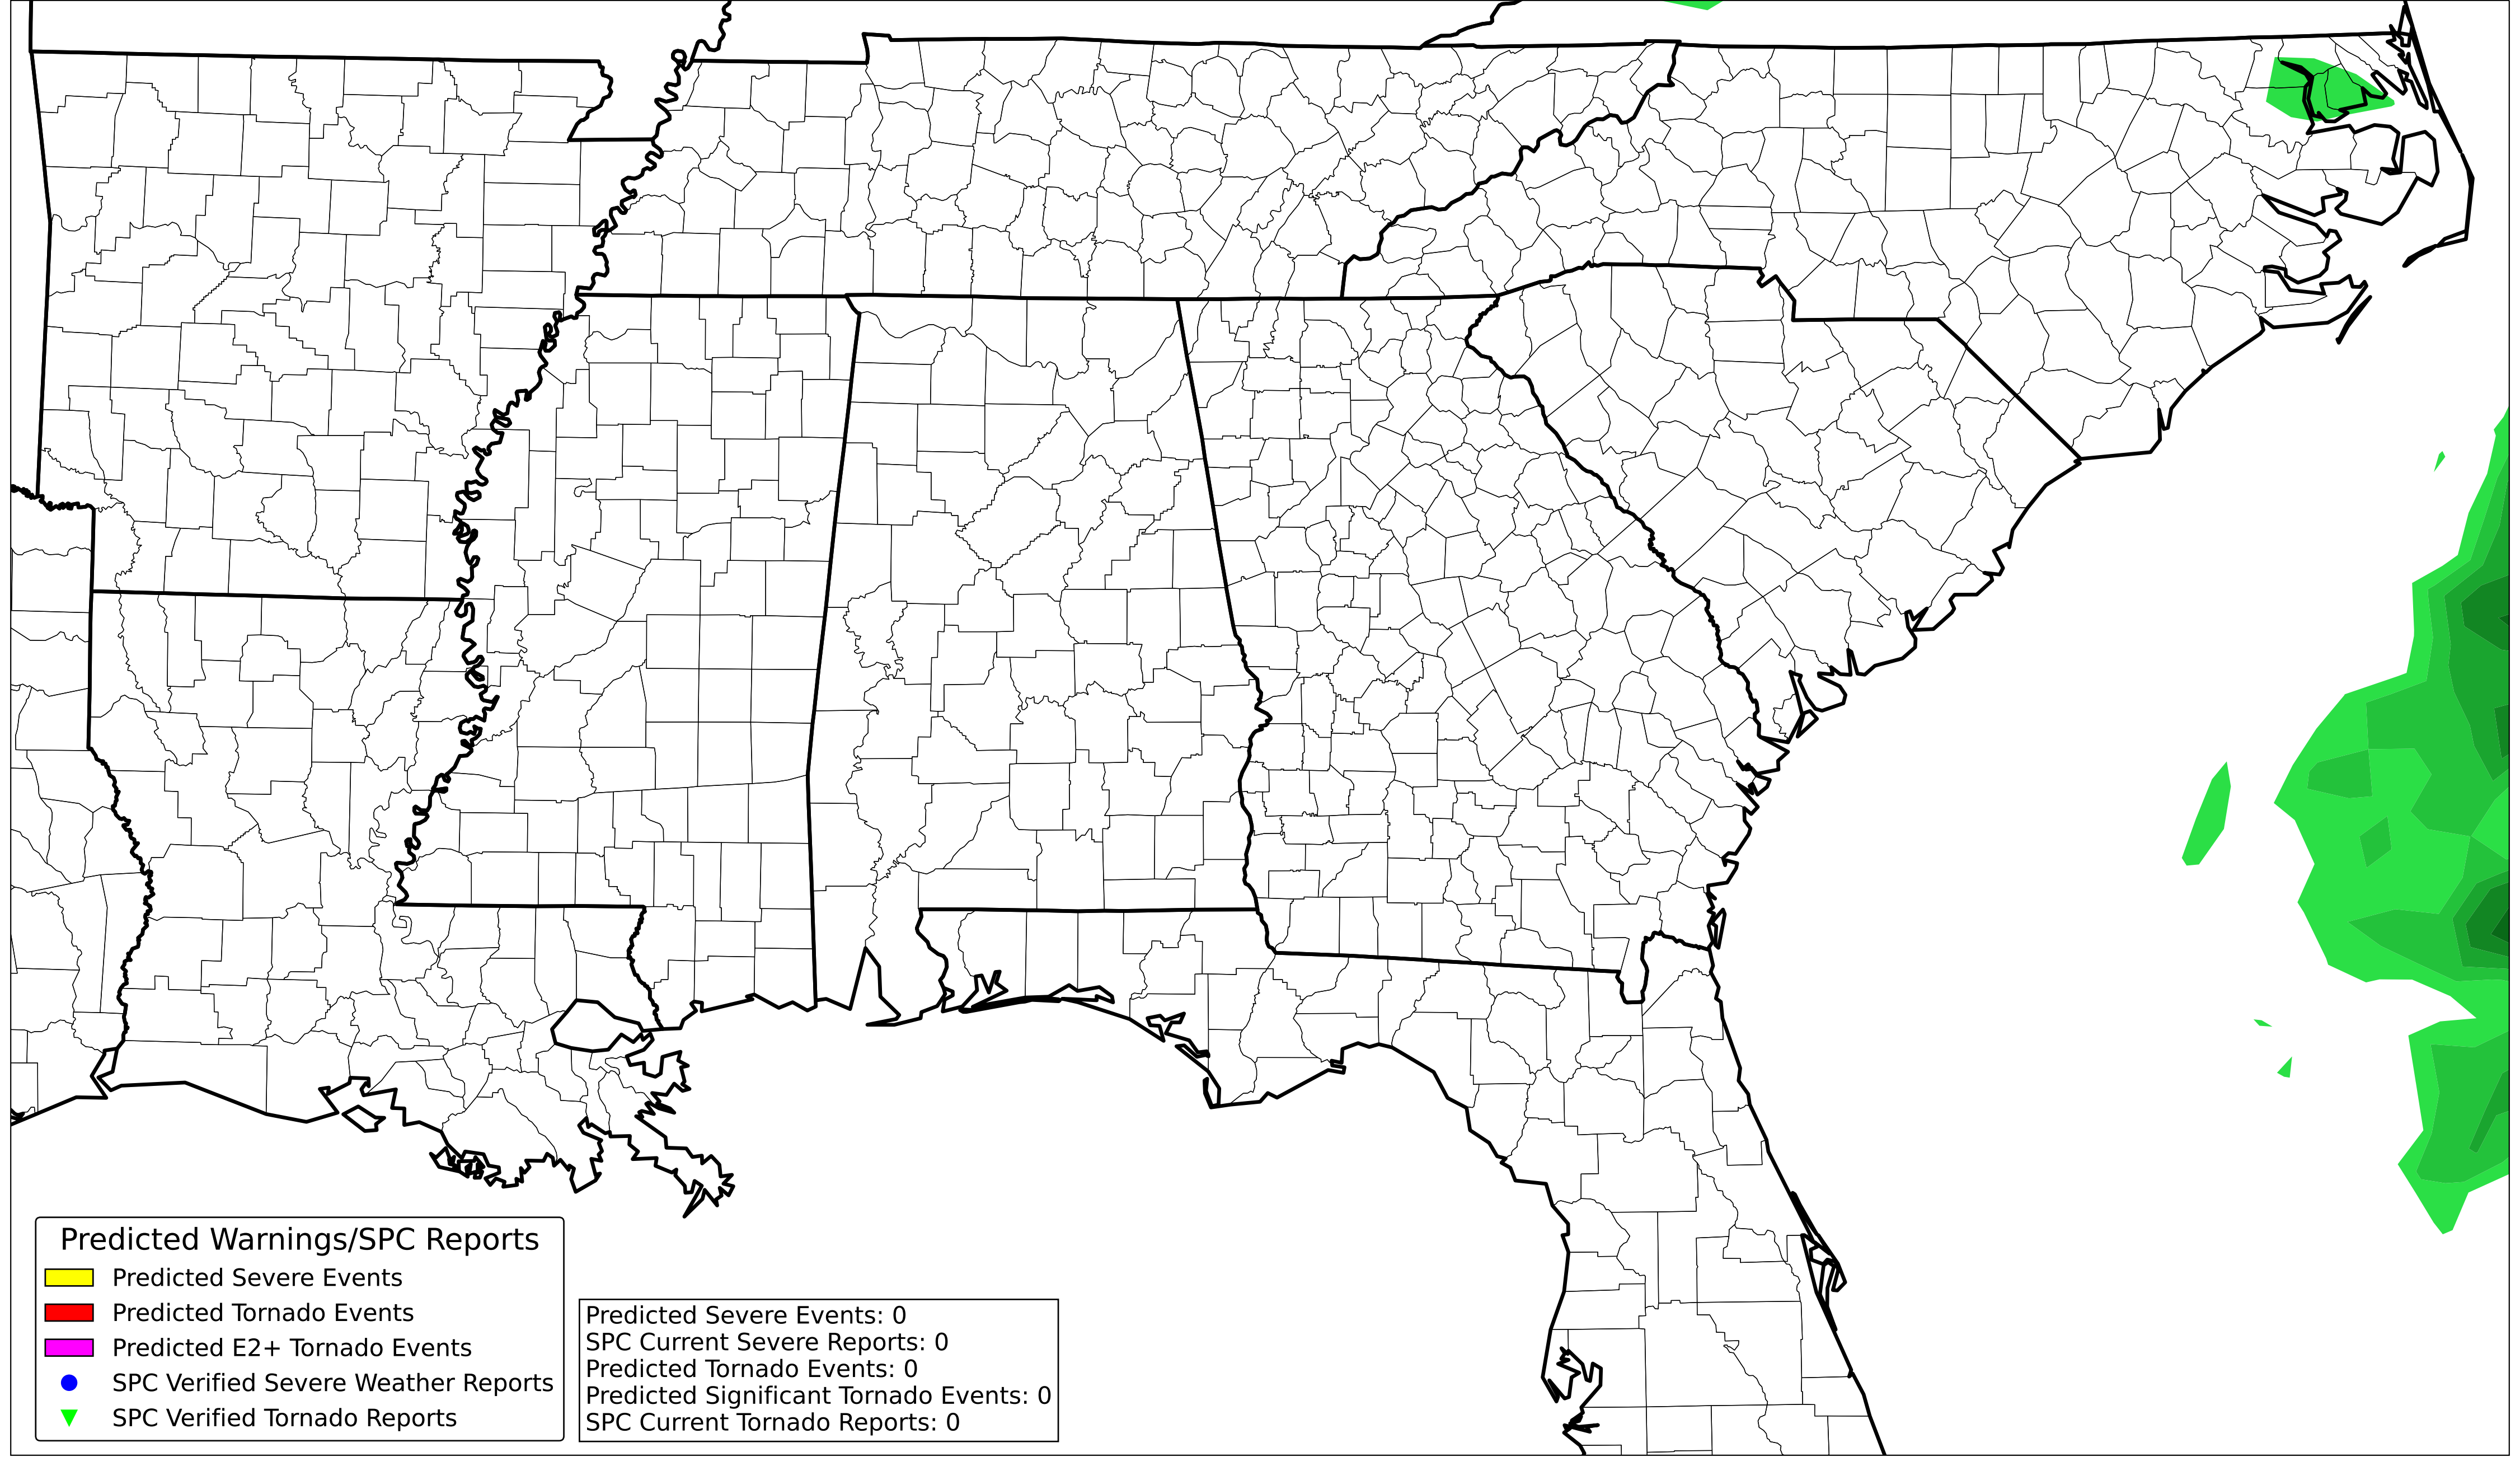 Predicted Warnings/SPC Reports
Predicted Severe Events
Predicted Tornado Events
Predicted E2+ Tornado Events
SPC Verified Severe Weather Reports
SPC Verified Tornado Reports
Predicted Severe Events: 0
SPC Current Severe Reports: 0
Predicted Tornado Events: 0
Predicted Significant Tornado Events: 0
SPC Current Tornado Reports: 0